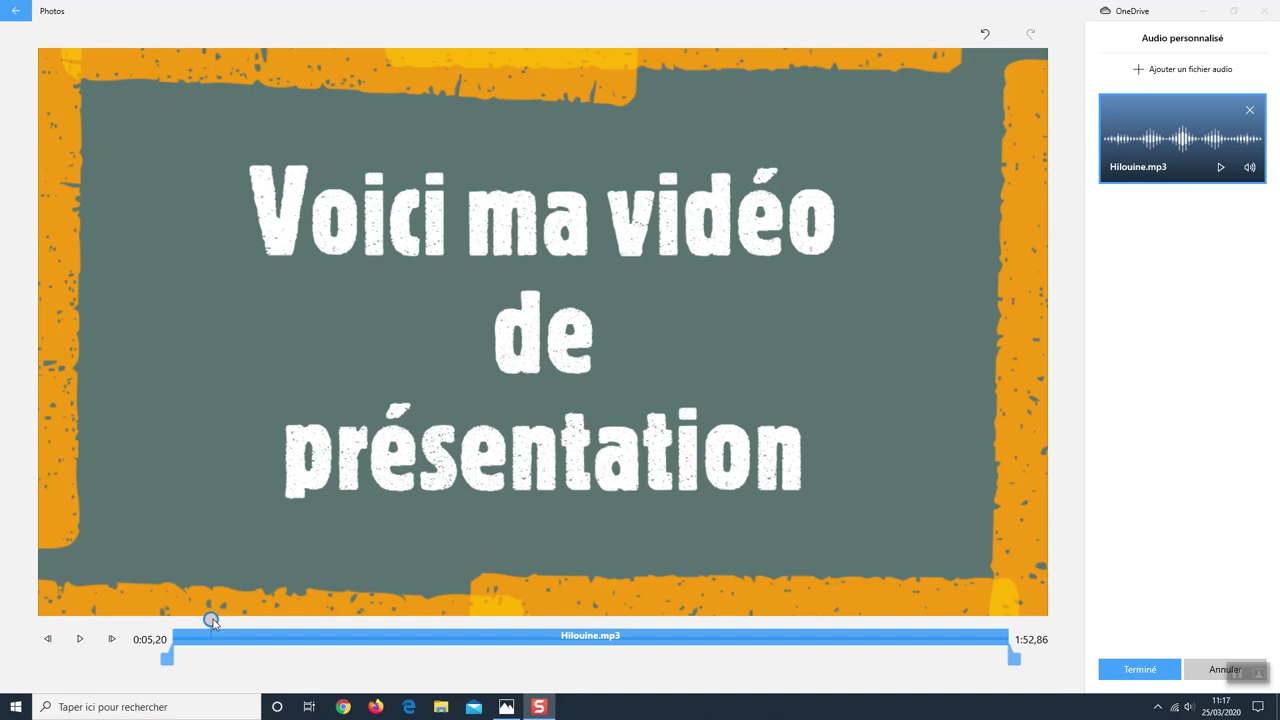 Photos
OneDrive
Audio personnalisé
Ajouter un fichier audio
Hilouine.mp3
Voici ma vidéo
de
présentation
0:05,20
Hilouine.mp3
1:52,86
Terminé
Annuler
Taper ici pour rechercher
11:17
25/03/2020